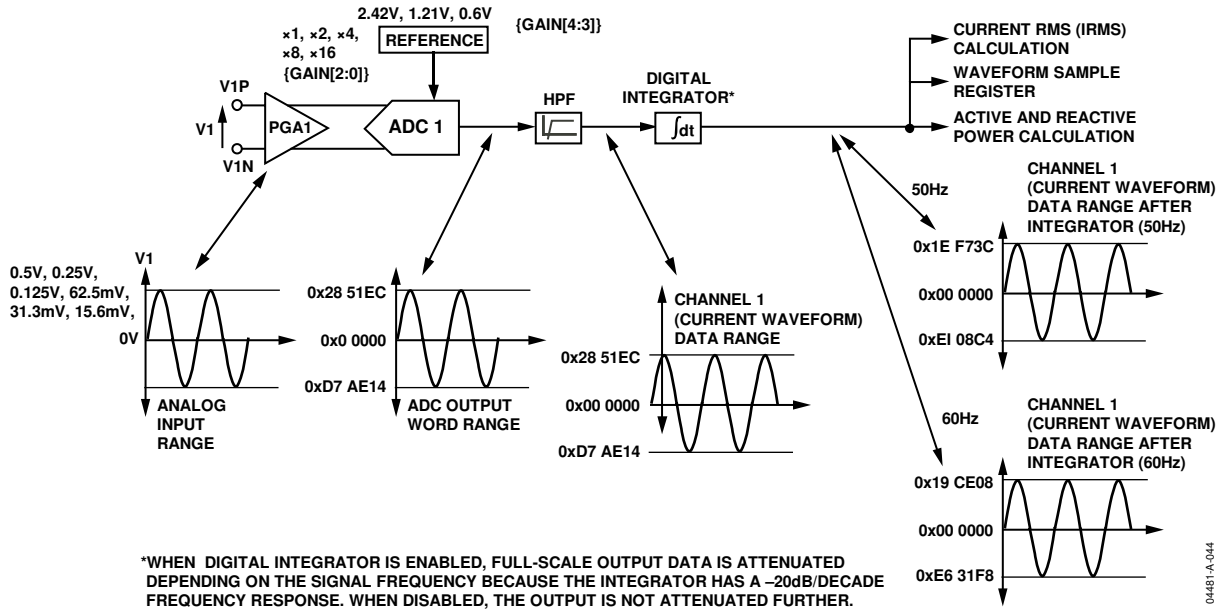 2.42V, 1.21V, 0.6V
{GAIN[4:3]}
×1, ×2, ×4,
×8, ×16
{GAIN[2:0]}
REFERENCE
V1P
V1
V1N
PGA1
ADC 1
HPF
DIGITAL
INTEGRATOR*
∫dt
CURRENT RMS (IRMS)
CALCULATION
WAVEFORM SAMPLE
REGISTER
ACTIVE AND REACTIVE
POWER CALCULATION
50Hz
CHANNEL 1
(CURRENT WAVEFORM)
DATA RANGE AFTER
INTEGRATOR (50Hz)
0x1E F73C
0x00 0000
0xEI 08C4
V1
0.5V, 0.25V,
0.125V, 62.5mV,
31.3mV, 15.6mV,
0V
ANALOG
INPUT
RANGE
0x28 51EC
0x0 0000
0xD7 AE14
ADC OUTPUT
WORD RANGE
CHANNEL 1
(CURRENT WAVEFORM)
DATA RANGE
0x28 51EC
0x00 0000
0xD7 AE14
60Hz
CHANNEL 1
(CURRENT WAVEFORM)
DATA RANGE AFTER
INTEGRATOR (60Hz)
0x19 CE08
0x00 0000
0xE6 31F8
*WHEN DIGITAL INTEGRATOR IS ENABLED, FULL-SCALE OUTPUT DATA IS ATTENUATED
DEPENDING ON THE SIGNAL FREQUENCY BECAUSE THE INTEGRATOR HAS A –20dB/DECADE
FREQUENCY RESPONSE. WHEN DISABLED, THE OUTPUT IS NOT ATTENUATED FURTHER.
04481-A-044